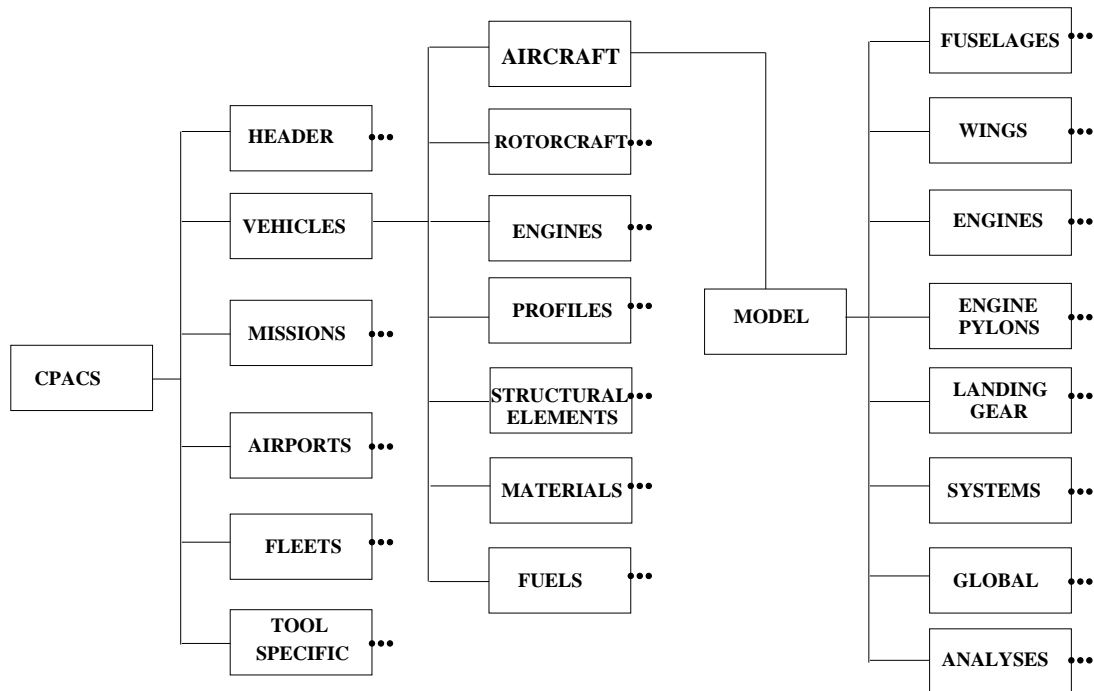 CPACS
HEADER
VEHICLES
MISSIONS
AIRPORTS
FLEETS
TOOL
SPECIFIC
AIRCRAFT
ROTORCRAFT
ENGINES
PROFILES
STRUCTURAL
ELEMENTS
MATERIALS
FUELS
MODEL
FUSELAGES
WINGS
ENGINES
ENGINE
PYLONS
LANDING
GEAR
SYSTEMS
GLOBAL
ANALYSES